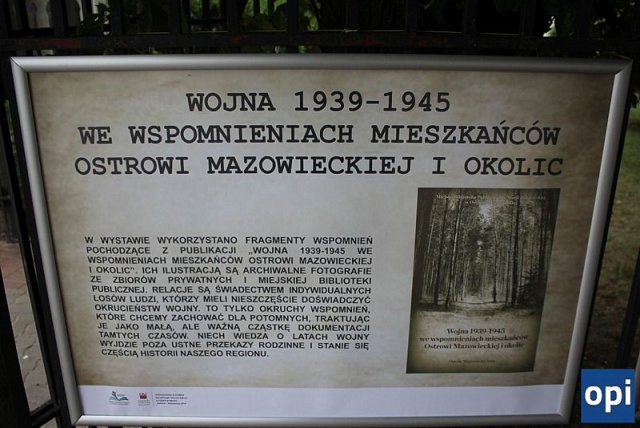 WOJNA 1939-1945
WE WSPOMNIENIACH MIESZKAŃCÓW
OSTROWI MAZOWIECKIEJ I OKOLIC
W WYSTAWIE WYKORZYSTANO FRAGMENTY WSPOMNIEŃ
POCHODZĄCE Z PUBLIKACJI „WOJNA 1939-1945 WE
WSPOMNIENIACH MIESZKAŃCÓW OSTROWI MAZOWIECKIEJ
I OKOLIC". ICH ILUSTRACJĄ SĄ ARCHIWALNE FOTOGRAFIE
ZE ZBIORÓW PRYWATNYCH I MIEJSKIEJ BIBLIOTEKI
PUBLICZNEJ. RELACJE SĄ ŚWIADECTWEM INDYWIDUALNYCH
LOSÓW LUDZI, KTÓRZY MIELI NIESZCZĘŚCIE DOŚWIADCZYĆ
OKRUCIEŃSTW WOJNY. TO TYLKO OKRUCHY WSPOMNIEŃ,
KTÓRE CHCEMY ZACHOWAĆ DLA POTOMNYCH, TRAKTUJĄC
JE JAKO MAŁĄ, ALE WAŻNĄ CZĄSTKĘ DOKUMENTACJI
TAMTYCH CZASÓW. NIECH WIEDZA O LATACH WOJNY
WYJDZIE POZA USTNE PRZEKAZY RODZINNE I STANIE SIĘ
CZĘŚCIĄ HISTORII NASZEGO REGIONU.
Wojna 1939-1945
we wspomnieniach mieszkańców
Ostrowi Mazowieckiej i okolic
opi